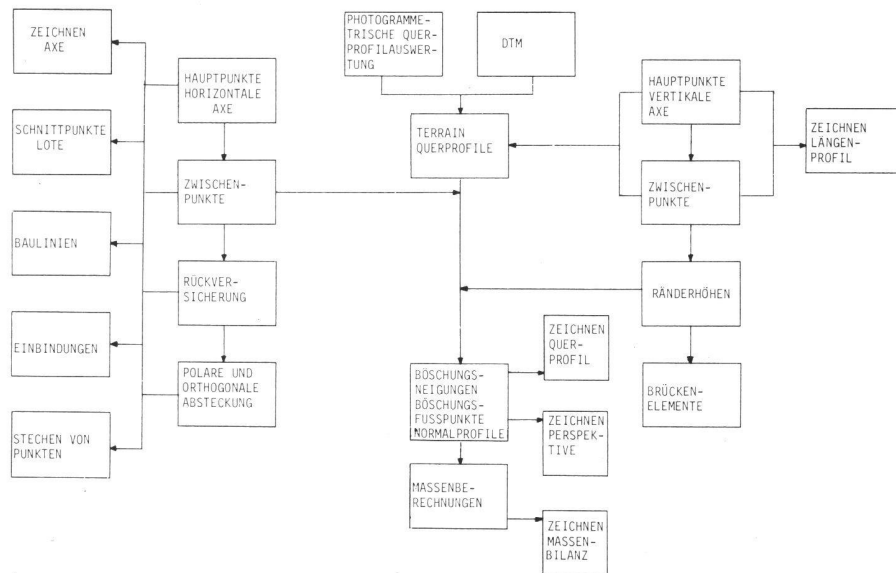 ZEICHNEN
AXE
SCHNITTPUNKTE
LOTE
BAULINIEN
EINBINDUNGEN
STECHEN VON
PUNKTEN
HAUPTPUNKTE
HORIZONTALE
AXE
ZWISCHEN-
PUNKTE
RÜCKVER-
SICHERUNG
POLARE UND
ORTHOGONALE
ABSTECKUNG
PHOTOGRAMME-
TRISCHE QUER-
PROFILAUSWER-
TUNG
DTM
TERRAIN
QUERPROFILE
BÖSCHUNGS-
NEIGUNGEN
BÖSCHUNGS-
FUSSPUNKTE
NORMALPROFILE
MASSENBE-
RECHNUNGEN
ZEICHNEN
QUER-
PROFIL
ZEICHNEN
PERSPEK-
TIVE
ZEICHNEN
MASSEN-
BILANZ
HAUPTPUNKTE
VERTIKALE
AXE
ZWISCHEN-
PUNKTE
RÄNDERHÖHEN
BRÜCKEN-
ELEMENTE
ZEICHNEN
LÄNGEN-
PROFIL